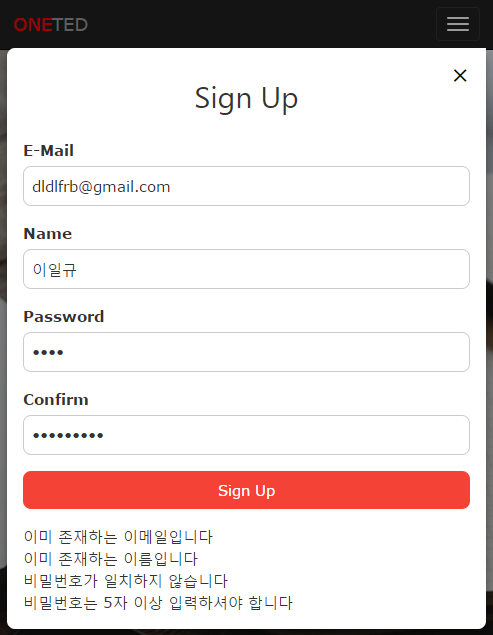 ONETED
Sign Up
E-Mail
dldlfrb@gmail.com
Name
이일규
Password
••••
Confirm
•••••••••
Sign Up
이미 존재하는 이메일입니다
이미 존재하는 이름입니다
비밀번호가 일치하지 않습니다
비밀번호는 5자 이상 입력하셔야 합니다